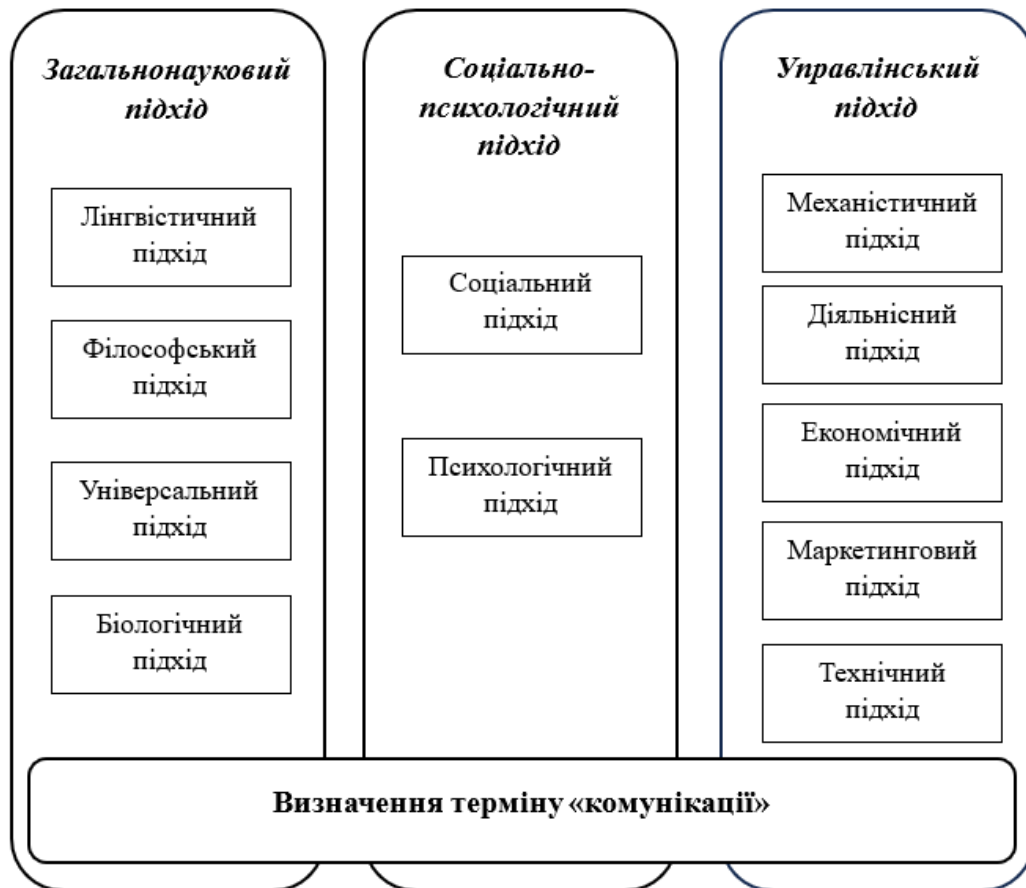 Загальнонауковий
підхід
Лінгвістичний
підхід
Філософський
підхід
Універсальний
підхід
Біологічний
підхід
Соціально-
психологічний
підхід
Соціальний
підхід
Психологічний
підхід
Управлінський
підхід
Механістичний
підхід
Діяльнісний
підхід
Економічний
підхід
Маркетинговий
підхід
Технічний
підхід
Визначення терміну «комунікації»